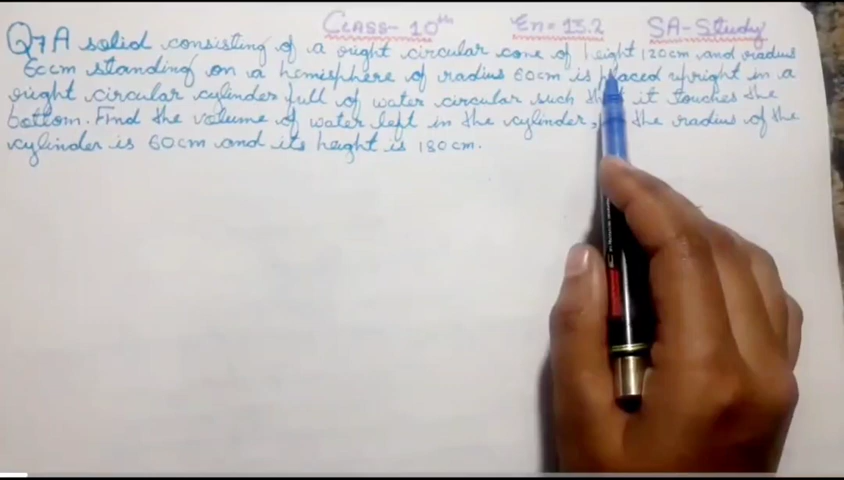 CLASS- 10th En = 13.2 SA-Study
Q7 A solid consisting of a right circular cone of height 120cm and radius
60cm standing on a hemisphere of radius 60cm is placed upright in a
right circular cylinder full of water circular such that it touches the
bottom. Find the volume of water left in the cylinder, the radius of the
cylinder is 60cm and its height is 180cm.